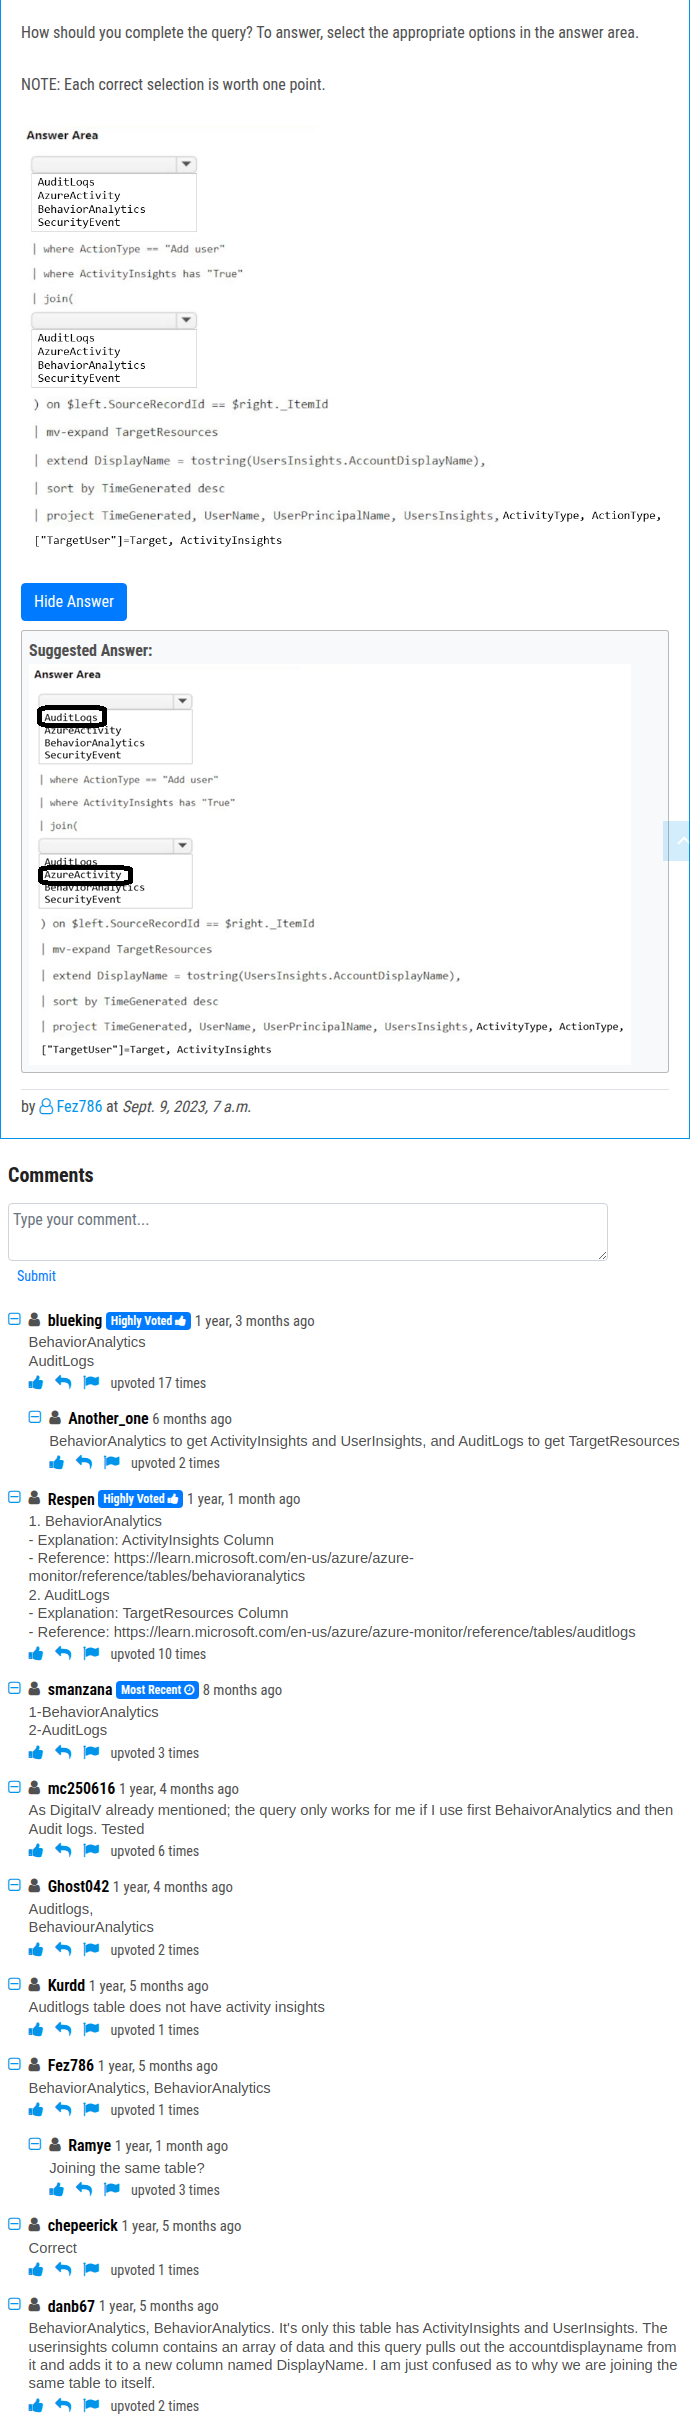 How should you complete the query? To answer, select the appropriate options in the answer area.
NOTE: Each correct selection is worth one point.
Answer Area
AuditLogs
AzureActivity
BehaviorAnalytics
SecurityEvent
| where ActionType == "Add user"
| where ActivityInsights has "True"
| join(
AuditLogs
AzureActivity
BehaviorAnalytics
SecurityEvent
) on $left.SourceRecordId == $right._ItemId
| mv-expand TargetResources
| extend DisplayName = tostring(UsersInsights.AccountDisplayName),
| sort by TimeGenerated desc
| project TimeGenerated, UserName, UserPrincipalName, UsersInsights, ActivityType, ActionType,
["TargetUser"]=Target, ActivityInsights
Hide Answer
Suggested Answer:
Answer Area
AuditLogs
AzureActivity
BehaviorAnalytics
SecurityEvent
| where ActionType == "Add user"
| where ActivityInsights has "True"
| join(
AuditLogs
AzureActivity
BehaviorAnalytics
SecurityEvent
) on $left.SourceRecordId == $right._ItemId
| mv-expand TargetResources
| extend DisplayName = tostring(UsersInsights.AccountDisplayName),
| sort by TimeGenerated desc
| project TimeGenerated, UserName, UserPrincipalName, UsersInsights, ActivityType, ActionType,
["TargetUser"]=Target, ActivityInsights
by Fez786 at Sept. 9, 2023, 7 a.m.
Comments
Type your comment...
Submit
blueking Highly Voted 1 year, 3 months ago
BehaviorAnalytics
AuditLogs
upvoted 17 times
Another_one 6 months ago
BehaviorAnalytics to get ActivityInsights and UserInsights, and AuditLogs to get TargetResources
upvoted 2 times
Respen Highly Voted 1 year, 1 month ago
1. BehaviorAnalytics
- Explanation: ActivityInsights Column
- Reference: https://learn.microsoft.com/en-us/azure/azure-
monitor/reference/tables/behavioranalytics
2. AuditLogs
- Explanation: TargetResources Column
- Reference: https://learn.microsoft.com/en-us/azure/azure-monitor/reference/tables/auditlogs
upvoted 10 times
smanzana Most Recent 8 months ago
1-BehaviorAnalytics
2-AuditLogs
upvoted 3 times
mc250616 1 year, 4 months ago
As DigitalV already mentioned; the query only works for me if I use first BehaivorAnalytics and then
Audit logs. Tested
upvoted 6 times
Ghost042 1 year, 4 months ago
Auditlogs,
BehaviourAnalytics
upvoted 2 times
Kurdd 1 year, 5 months ago
Auditlogs table does not have activity insights
upvoted 1 times
Fez786 1 year, 5 months ago
BehaviorAnalytics, BehaviorAnalytics
upvoted 1 times
Ramye 1 year, 1 month ago
Joining the same table?
upvoted 3 times
chepeerick 1 year, 5 months ago
Correct
upvoted 1 times
danb67 1 year, 5 months ago
BehaviorAnalytics, BehaviorAnalytics. It's only this table has ActivityInsights and UserInsights. The
userinsights column contains an array of data and this query pulls out the accountdisplayname from
it and adds it to a new column named DisplayName. I am just confused as to why we are joining the
same table to itself.
upvoted 2 times